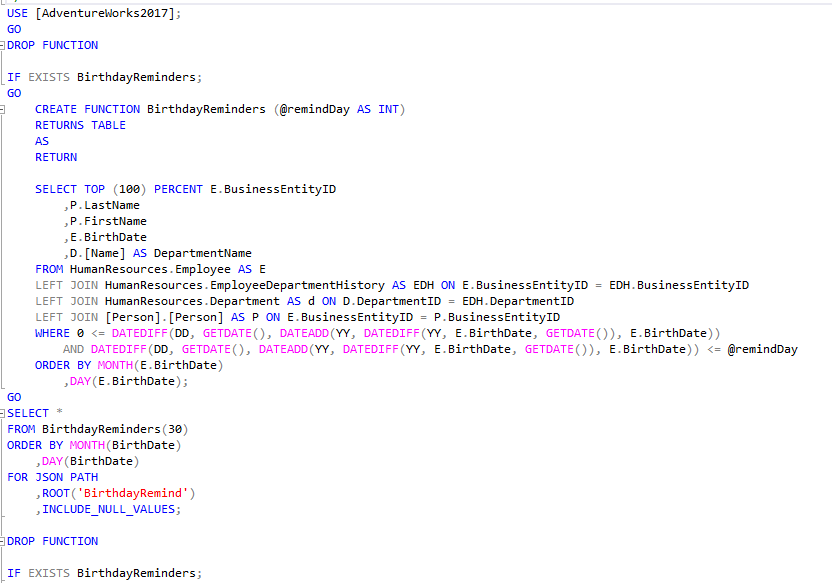 USE [AdventureWorks2017];
GO
DROP FUNCTION
IF EXISTS BirthdayReminders;
GO
CREATE FUNCTION BirthdayReminders (@remindDay AS INT)
RETURNS TABLE
AS
RETURN
SELECT TOP (100) PERCENT E.BusinessEntityID
,P.LastName
,P.FirstName
,E.BirthDate
,D.[Name] AS DepartmentName
FROM HumanResources.Employee AS E
LEFT JOIN HumanResources.EmployeeDepartmentHistory AS EDH ON E.BusinessEntityID = EDH.BusinessEntityID
LEFT JOIN HumanResources.Department AS d ON D.DepartmentID = EDH.DepartmentID
LEFT JOIN [Person].[Person] AS P ON E.BusinessEntityID = P.BusinessEntityID
WHERE 0 <= DATEDIFF(DD, GETDATE(), DATEADD(YY, DATEDIFF(YY, E.BirthDate, GETDATE()), E.BirthDate))
AND DATEDIFF(DD, GETDATE(), DATEADD(YY, DATEDIFF(YY, E.BirthDate, GETDATE()), E.BirthDate)) <= @remindDay
ORDER BY MONTH(E.BirthDate)
,DAY(E.BirthDate);
GO
SELECT *
FROM BirthdayReminders(30)
ORDER BY MONTH(BirthDate)
,DAY(BirthDate)
FOR JSON PATH
,ROOT('BirthdayRemind')
,INCLUDE_NULL_VALUES;
DROP FUNCTION
IF EXISTS BirthdayReminders;